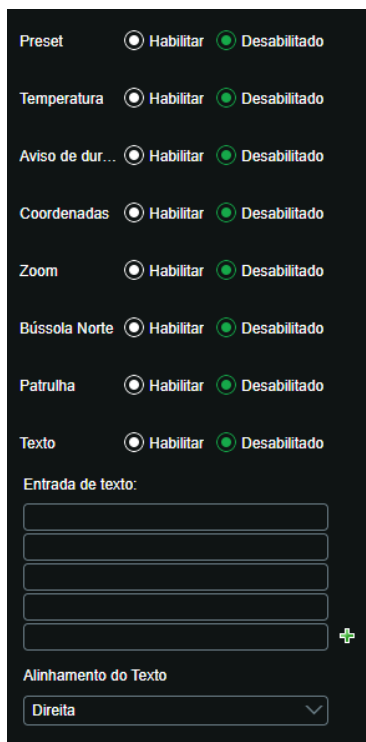 Preset Habilitar Desabilitado
Temperatura Habilitar Desabilitado
Aviso de dur... Habilitar Desabilitado
Coordenadas Habilitar Desabilitado
Zoom Habilitar Desabilitado
Bússola Norte Habilitar Desabilitado
Patrulha Habilitar Desabilitado
Texto Habilitar Desabilitado
Entrada de texto:
Alinhamento do Texto
Direita